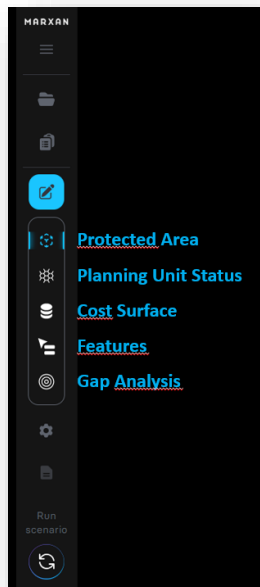 MARXAN
Protected Area
Planning Unit Status
Cost Surface
Features
Gap Analysis
Run
scenario